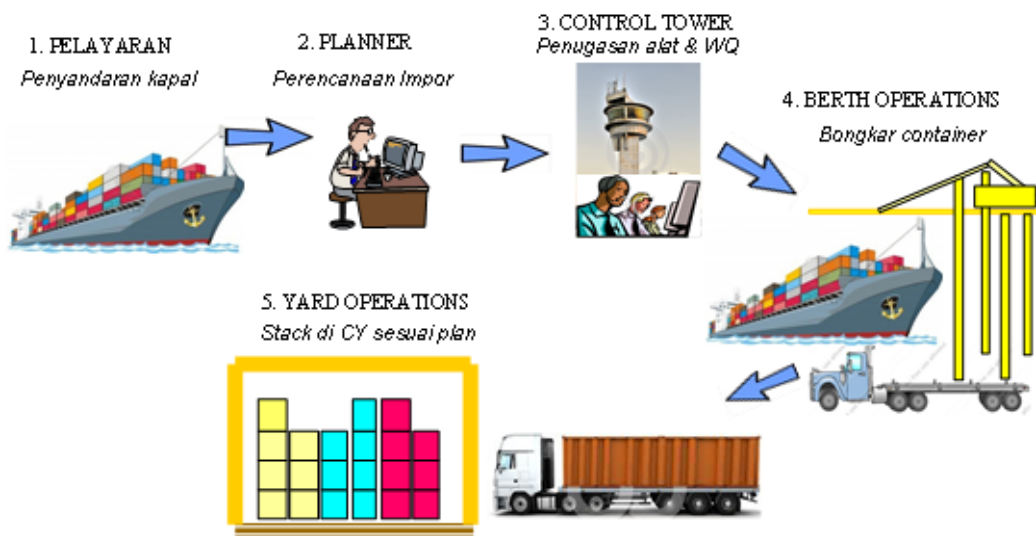 1. PELAYARAN
Penyandaran kapal
2. PLANNER
Perencanaan Impor
3. CONTROL TOWER
Penugasan alat & WQ
4. BERTH OPERATIONS
Bongkar container
5. YARD OPERATIONS
Stack di CY sesuai plan